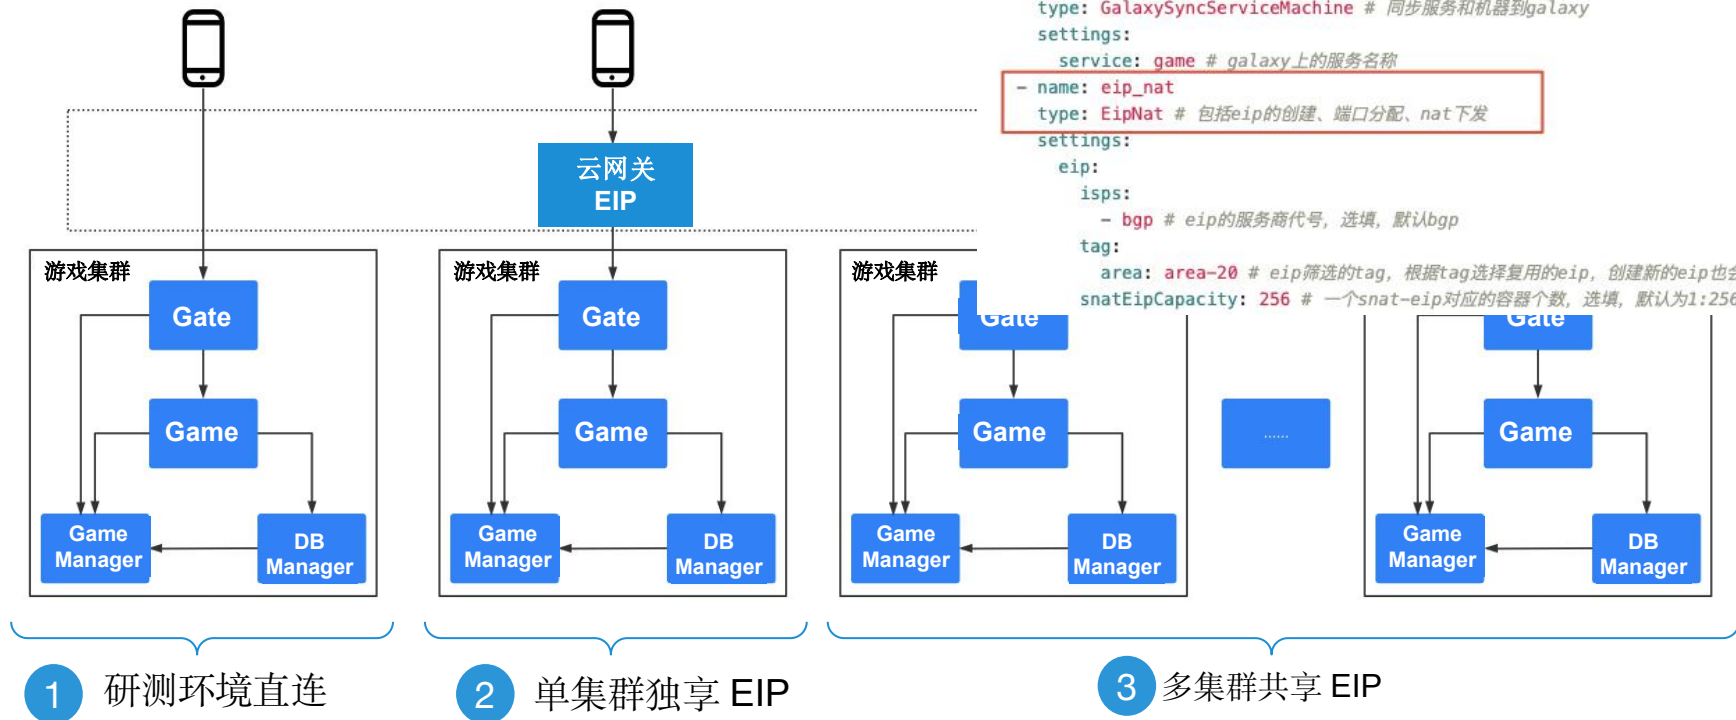 type: GalaxySyncServiceMachine # 同步服务和机器到galaxy
settings:
service: game # galaxy上的服务名称
- name: eip_nat
type: EipNat # 包括eip的创建、端口分配、nat下发
settings:
eip:
isps:
- bgp # eip的服务商代号, 选填, 默认bgp
tag:
area: area-20 # eip筛选的tag, 根据tag选择复用的eip, 创建新的eip也会
snatEipCapacity: 256 # 一个snat-eip对应的容器个数, 选填, 默认为1:256
云网关
EIP
游戏集群
Gate
Game
Game
Manager
DB
Manager
游戏集群
Gate
Game
Game
Manager
DB
Manager
游戏集群
Gate
Game
Game
Manager
DB
Manager
......
Gate
Game
Game
Manager
DB
Manager
1 研测环境直连
2 单集群独享 EIP
3 多集群共享 EIP